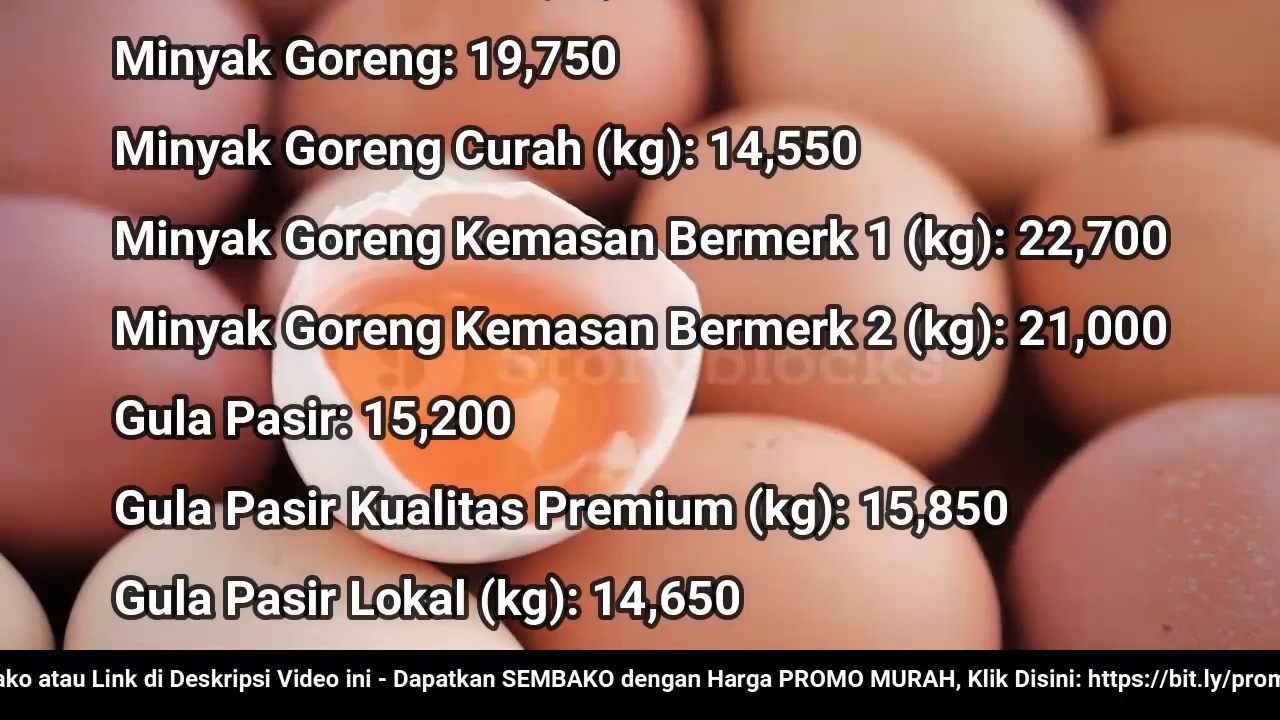 Minyak Goreng: 19,750
Minyak Goreng Curah (kg): 14,550
Minyak Goreng Kemasan Bermerk 1 (kg): 22,700
Minyak Goreng Kemasan Bermerk 2 (kg): 21,000
Storyblocks
Gula Pasir: 15,200
Gula Pasir Kualitas Premium (kg): 15,850
Gula Pasir Lokal (kg): 14,650
ako atau Link di Deskripsi Video ini - Dapatkan SEMBAKO dengan Harga PROMO MURAH, Klik Disini: https://bit.ly/prom